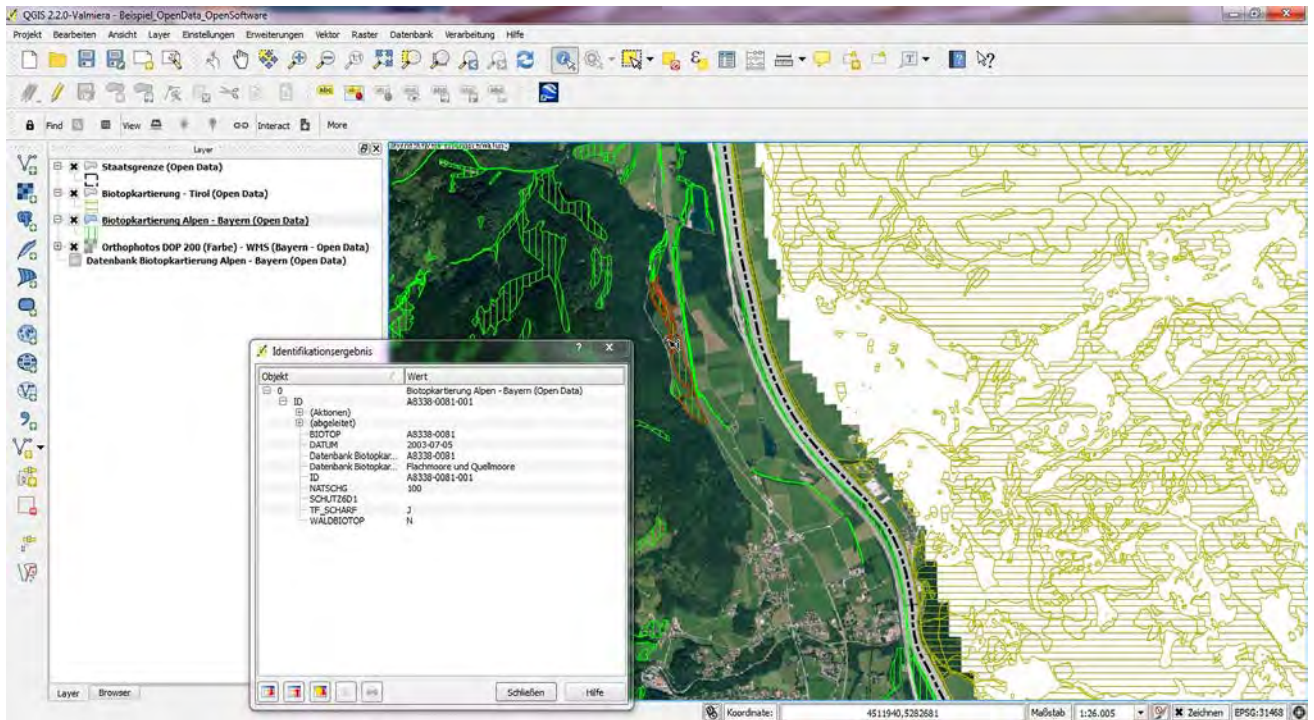 QGIS 2.2.0-Valmiera - Beispiel_OpenData_OpenSoftware
Projekt Bearbeiten Ansicht Layer Einstellungen Erweiterungen Vektor Raster Datenbank Verarbeitung Hilfe
Find View Interact More
Layer
Staatsgrenze (Open Data)
Biotopkartierung - Tirol (Open Data)
Biotopkartierung Alpen - Bayern (Open Data)
Orthophotos DOP 200 (Farbe) - WMS (Bayern - Open Data)
Datenbank Biotopkartierung Alpen - Bayern (Open Data)
Identifikationsergebnis
Objekt Wert
0 Biotopkartierung Alpen - Bayern (Open Data)
ID A8338-0081-001
(Aktionen)
(abgeleitet)
BIOTOP A8338-0081
DATUM 2003-07-05
Datenbank Biotopkar... A8338-0081
Datenbank Biotopkar... Flachmoore und Quellmoore
ID A8338-0081-001
NATSCHG 100
SCHUTZ6D1
TF_SCHARF J
WALDBIOTOP N
Schließen Hilfe
Layer Browser
Koordinate: 4511940,5282681 Maßstab 1:26.005 Zeichnen EPSG:31468